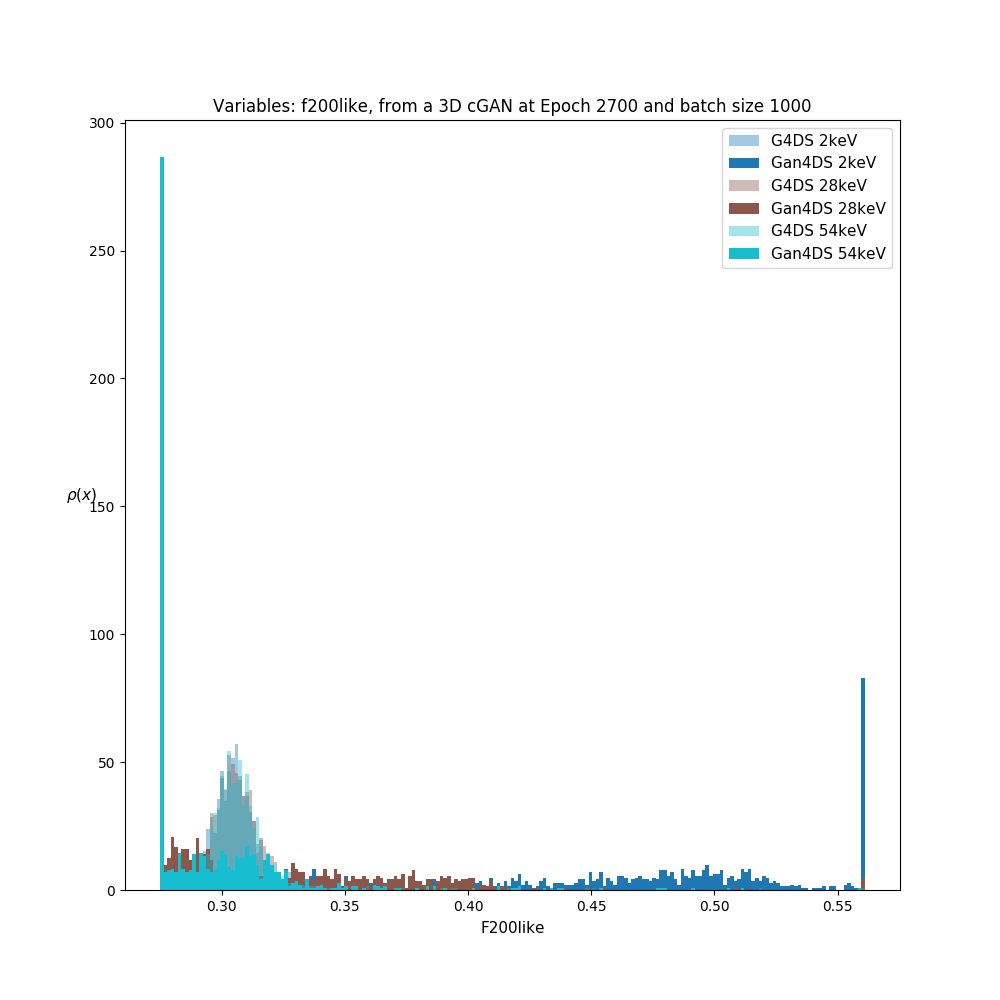 Variables: f200like, from a 3D cGAN at Epoch 2700 and batch size 1000
300
250
200
150
100
50
0
ρ(x)
G4DS 2keV
Gan4DS 2keV
G4DS 28keV
Gan4DS 28keV
G4DS 54keV
Gan4DS 54keV
0.30 0.35 0.40 0.45 0.50 0.55
F200like